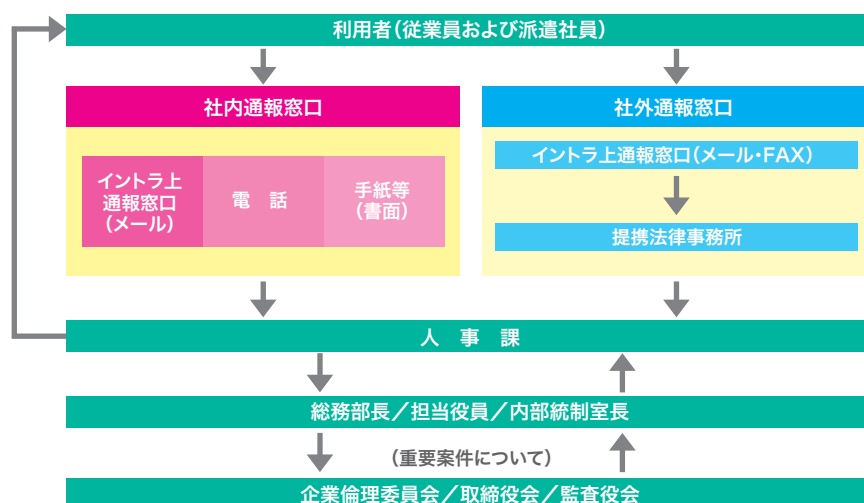 利用者(従業員および派遣社員)
社内通報窓口
イントラ上
通報窓口
(メール)
電　話
手紙等
(書面)
社外通報窓口
イントラ上通報窓口(メール・FAX)
提携法律事務所
人　事　課
総務部長／担当役員／内部統制室長
(重要案件について)
企業倫理委員会／取締役会／監査役会